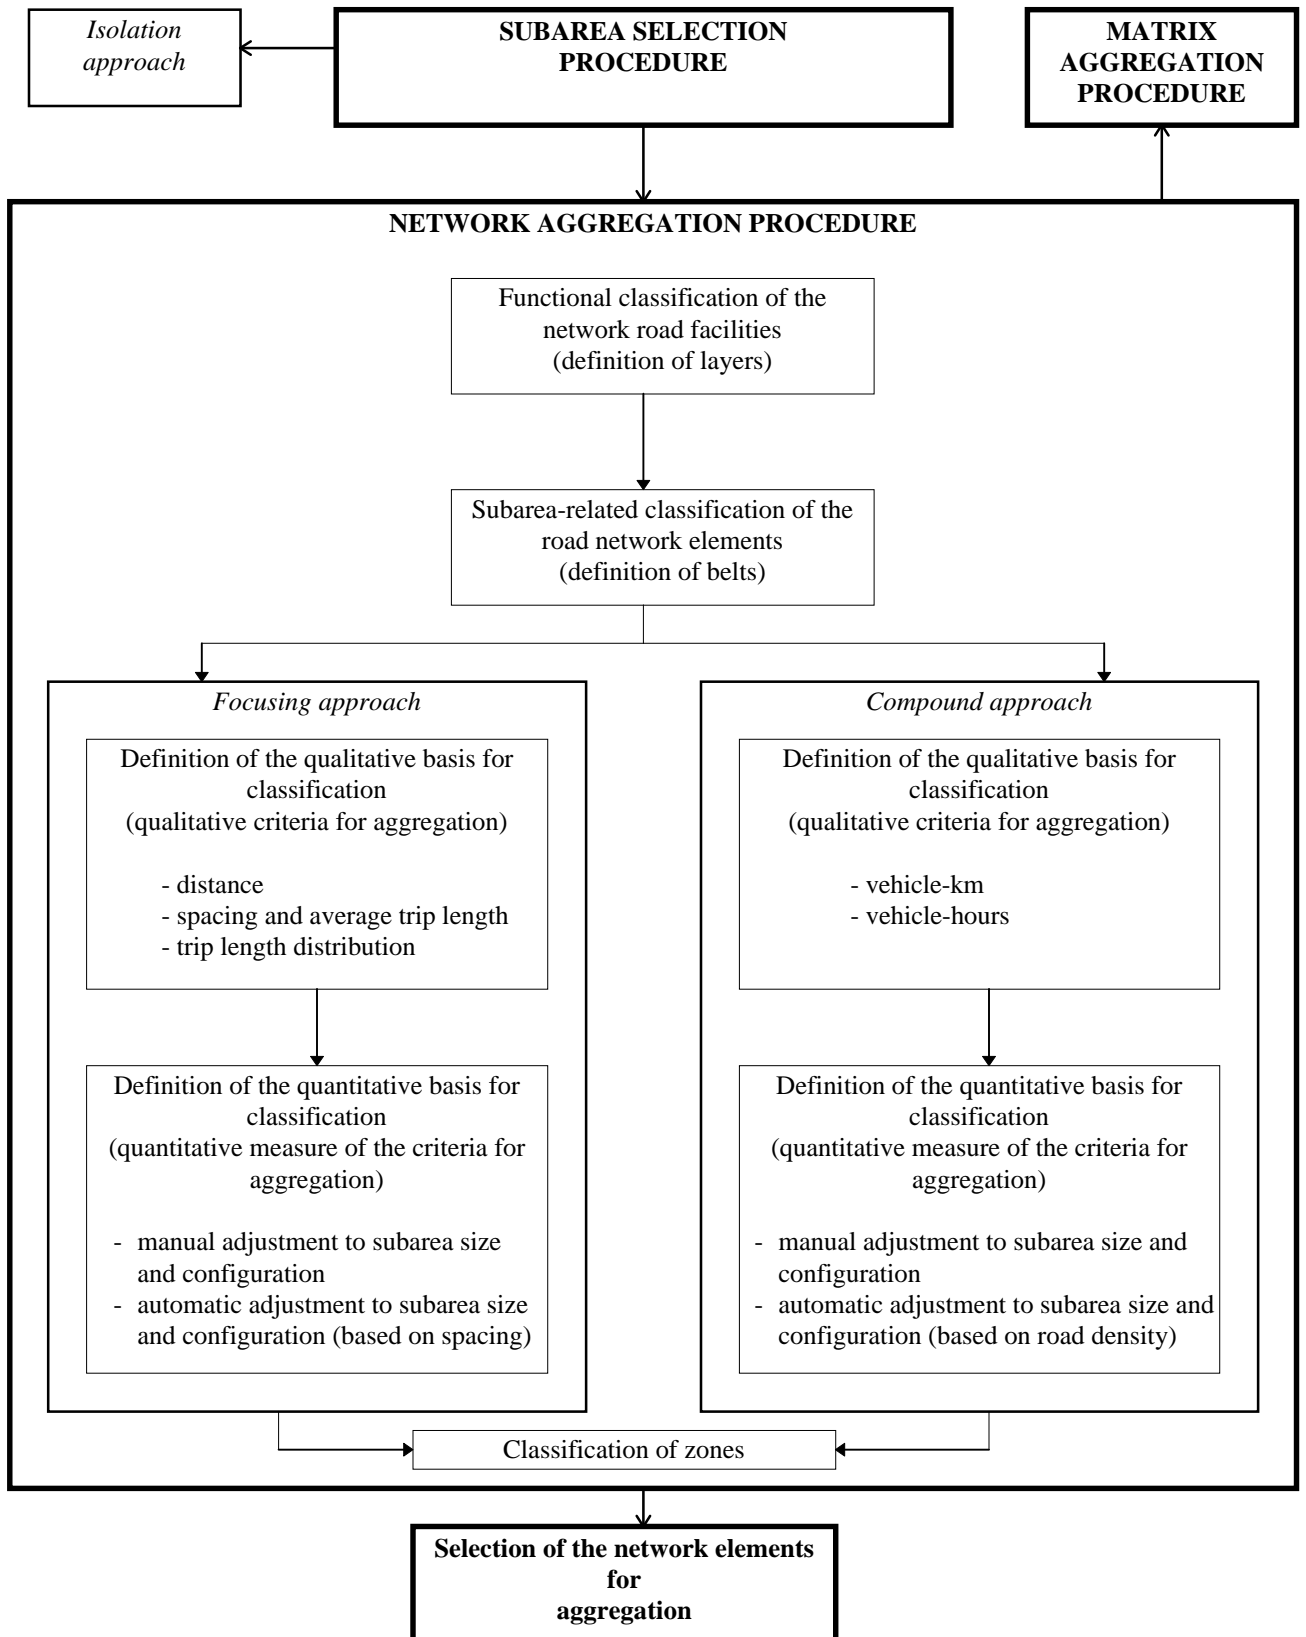 Isolation
approach
SUBAREA SELECTION
PROCEDURE
MATRIX
AGGREGATION
PROCEDURE
NETWORK AGGREGATION PROCEDURE
Functional classification of the
network road facilities
(definition of layers)
Subarea-related classification of the
road network elements
(definition of belts)
Focusing approach
Definition of the qualitative basis for
classification
(qualitative criteria for aggregation)
- distance
- spacing and average trip length
- trip length distribution
Definition of the quantitative basis for
classification
(quantitative measure of the criteria for
aggregation)
- manual adjustment to subarea size
and configuration
- automatic adjustment to subarea size
and configuration (based on spacing)
Compound approach
Definition of the qualitative basis for
classification
(qualitative criteria for aggregation)
- vehicle-km
- vehicle-hours
Definition of the quantitative basis for
classification
(quantitative measure of the criteria for
aggregation)
- manual adjustment to subarea size and
configuration
- automatic adjustment to subarea size and
configuration (based on road density)
Classification of zones
Selection of the network elements
for
aggregation